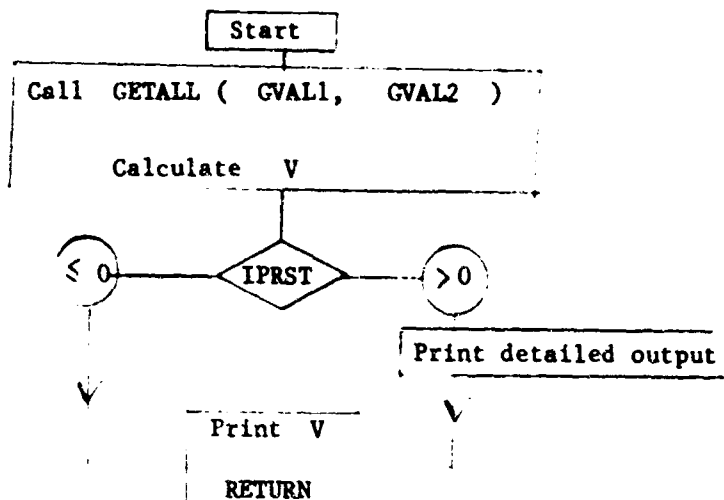 Start
Call GETALL ( GVAL1, GVAL2 )
Calculate V
≤ 0 IPRST > 0
Print detailed output
Print V
RETURN